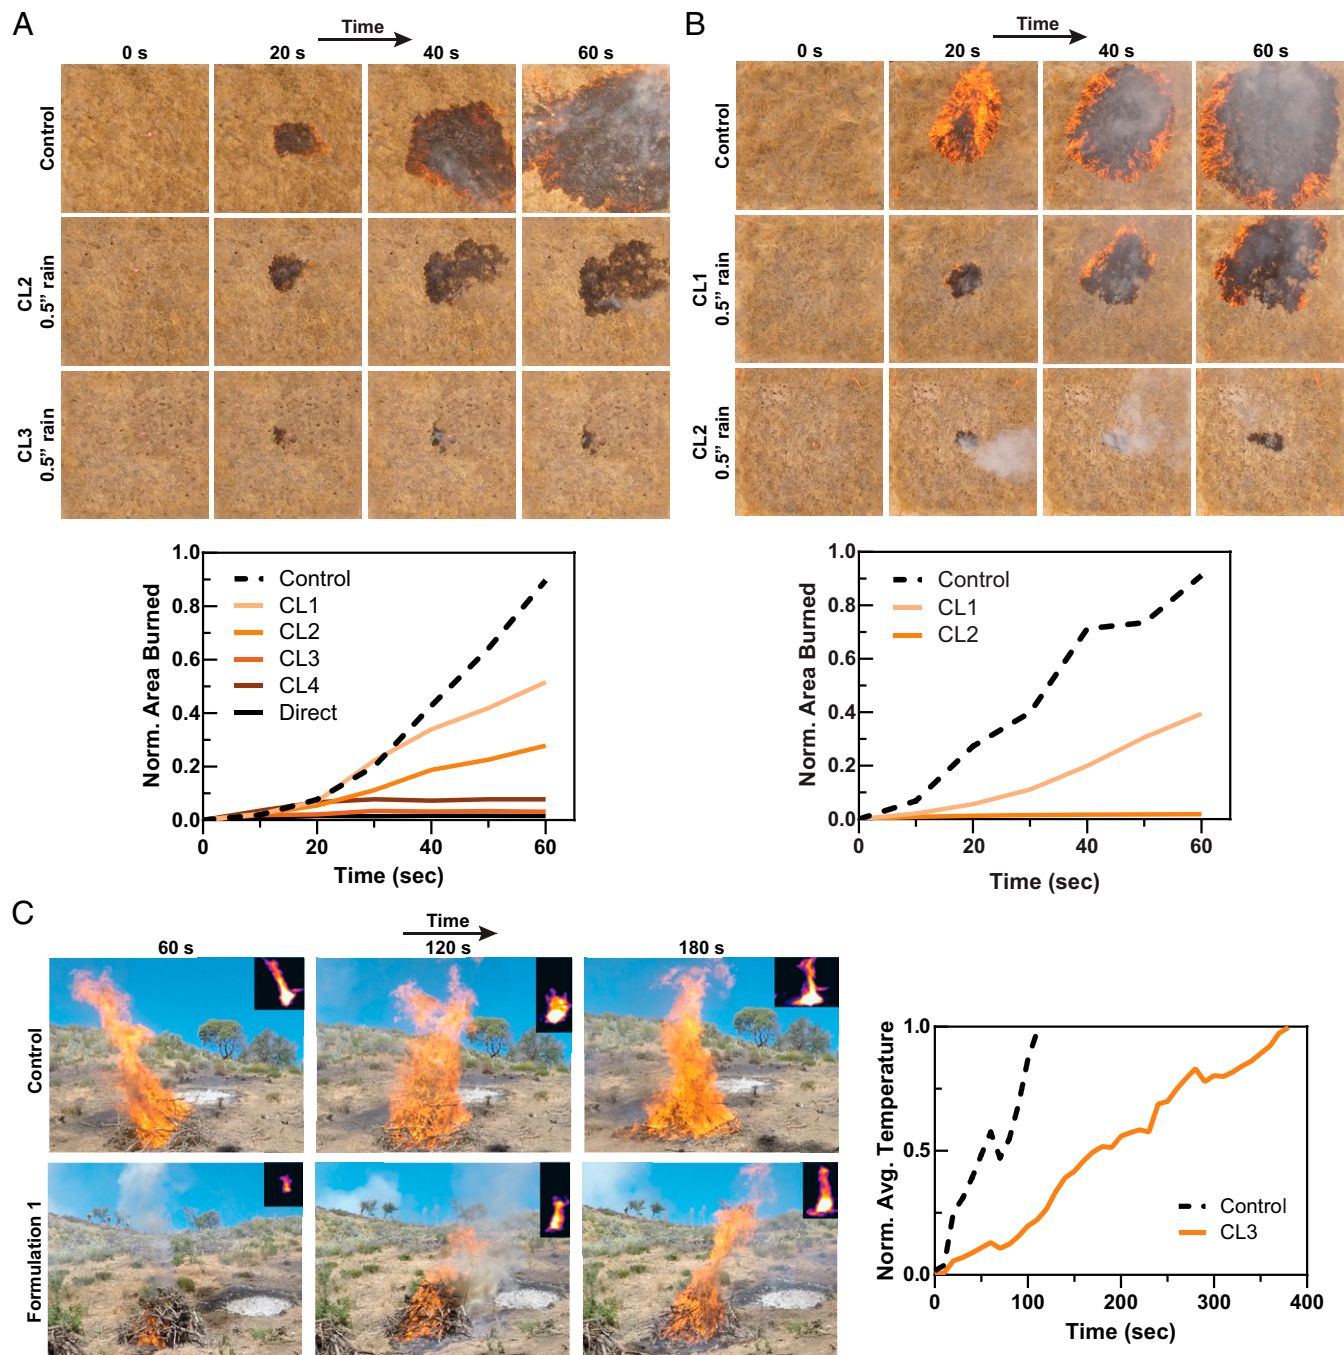 A
Time
0 s 20 s 40 s 60 s
Control
CL2
0.5” rain
CL3
0.5” rain
Norm. Area Burned
1.0
0.8
0.6
0.4
0.2
0.0
Control
CL1
CL2
CL3
CL4
Direct
0 20 40 60
Time (sec)
B
Time
0 s 20 s 40 s 60 s
Control
CL1
0.5” rain
CL2
0.5” rain
Norm. Area Burned
1.0
0.8
0.6
0.4
0.2
0.0
Control
CL1
CL2
0 20 40 60
Time (sec)
C
Time
60 s 120 s 180 s
Control
Formulation 1
Norm. Avg. Temperature
1.0
0.5
0.0
Control
CL3
0 100 200 300 400
Time (sec)